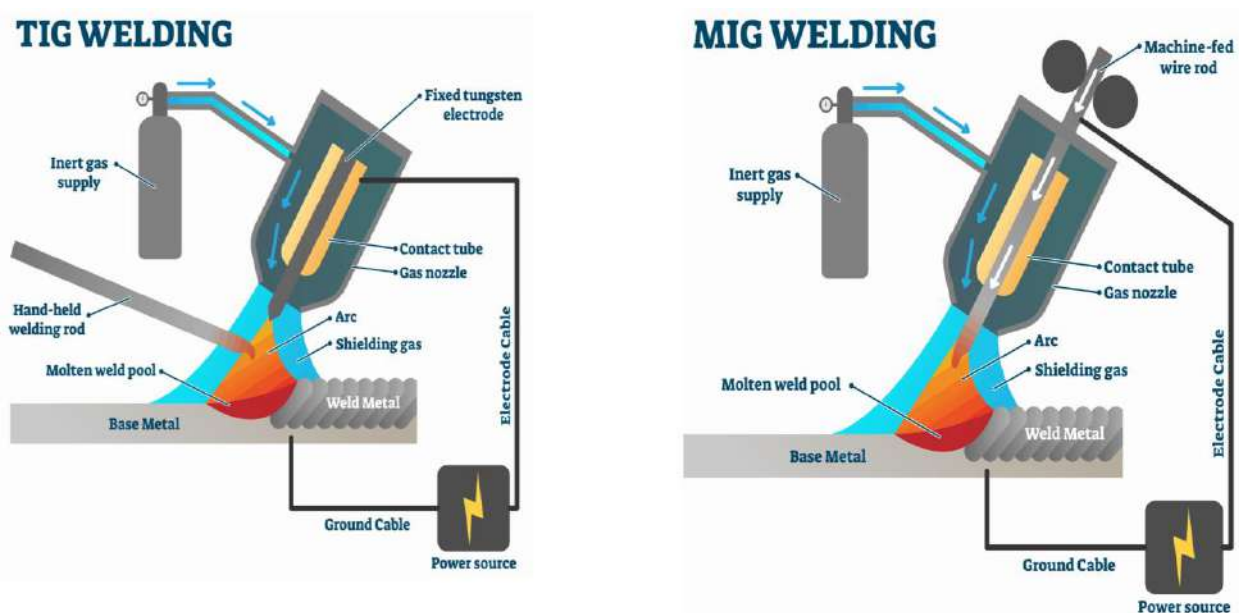 TIG WELDING
Fixed tungsten
electrode
Inert gas
supply
Contact tube
Gas nozzle
Hand-held
welding rod
Arc
Shielding gas
Molten weld pool
Electrode Cable
Weld Metal
Base Metal
Ground Cable
Power source
MIG WELDING
Machine-fed
wire rod
Inert gas
supply
Contact tube
Gas nozzle
Arc
Shielding gas
Molten weld pool
Electrode Cable
Weld Metal
Base Metal
Ground Cable
Power source